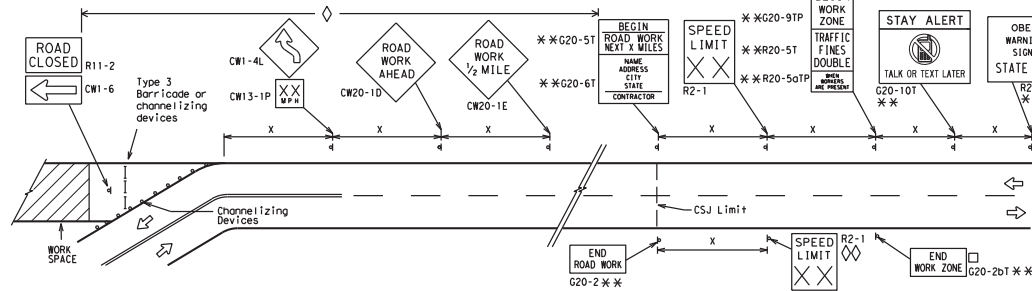 ROAD
CLOSED
R11-2
CW1-6
Type 3
Barricade or
channelizing
devices
CW1-4L
XX
MPH
CW13-1P
ROAD
WORK
AHEAD
CW20-1D
ROAD
WORK
1/2 MILE
CW20-1E
BEGIN
ROAD WORK
NEXT X MILES
**G20-5T
NAME
ADDRESS
CITY
STATE
CONTRACTOR
**G20-6T
SPEED
LIMIT
XX
R2-1
WORK
ZONE
**G20-9TP
TRAFFIC
FINES
DOUBLE
**R20-5T
WHEN
WORKERS
ARE PRESENT
**R20-5aTP
STAY ALERT
TALK OR TEXT LATER
G20-10T
**
STATE
X X X X X X
WORK
SPACE
Channelizing
Devices
CSJ Limit
END
ROAD WORK
G20-2 **
X
SPEED
LIMIT
XX
R2-1
END
WORK ZONE
G20-2bT **